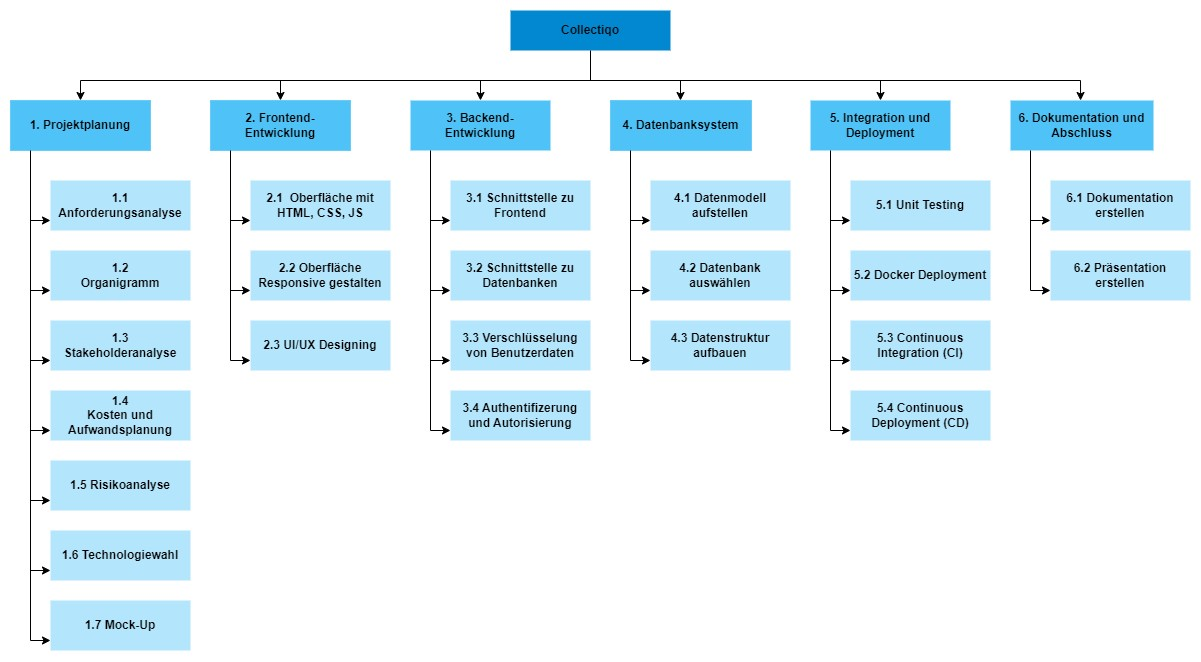 Collectiqo
1. Projektplanung
2. Frontend-
Entwicklung
3. Backend-
Entwicklung
4. Datenbanksystem
5. Integration und
Deployment
6. Dokumentation und
Abschluss
1.1
Anforderungsanalyse
1.2
Organigramm
1.3
Stakeholderanalyse
1.4
Kosten und
Aufwandsplanung
1.5 Risikoanalyse
1.6 Technologiewahl
1.7 Mock-Up
2.1 Oberfläche mit
HTML, CSS, JS
2.2 Oberfläche
Responsive gestalten
2.3 UI/UX Designing
3.1 Schnittstelle zu
Frontend
3.2 Schnittstelle zu
Datenbanken
3.3 Verschlüsselung
von Benutzerdaten
3.4 Authentifizerung
und Autorisierung
4.1 Datenmodell
aufstellen
4.2 Datenbank
auswählen
4.3 Datenstruktur
aufbauen
5.1 Unit Testing
5.2 Docker Deployment
5.3 Continuous
Integration (CI)
5.4 Continuous
Deployment (CD)
6.1 Dokumentation
erstellen
6.2 Präsentation
erstellen